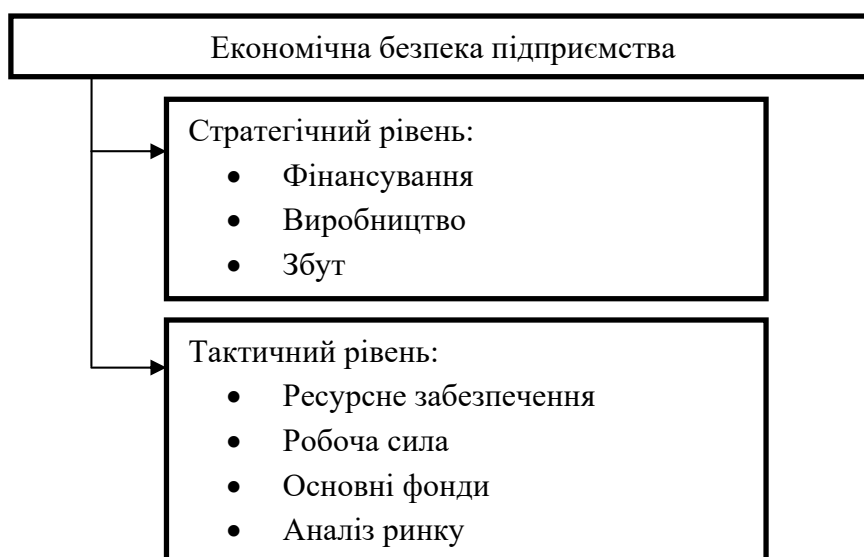 Економічна безпека підприємства
Стратегічний рівень:
• Фінансування
• Виробництво
• Збут
Тактичний рівень:
• Ресурсне забезпечення
• Робоча сила
• Основні фонди
• Аналіз ринку